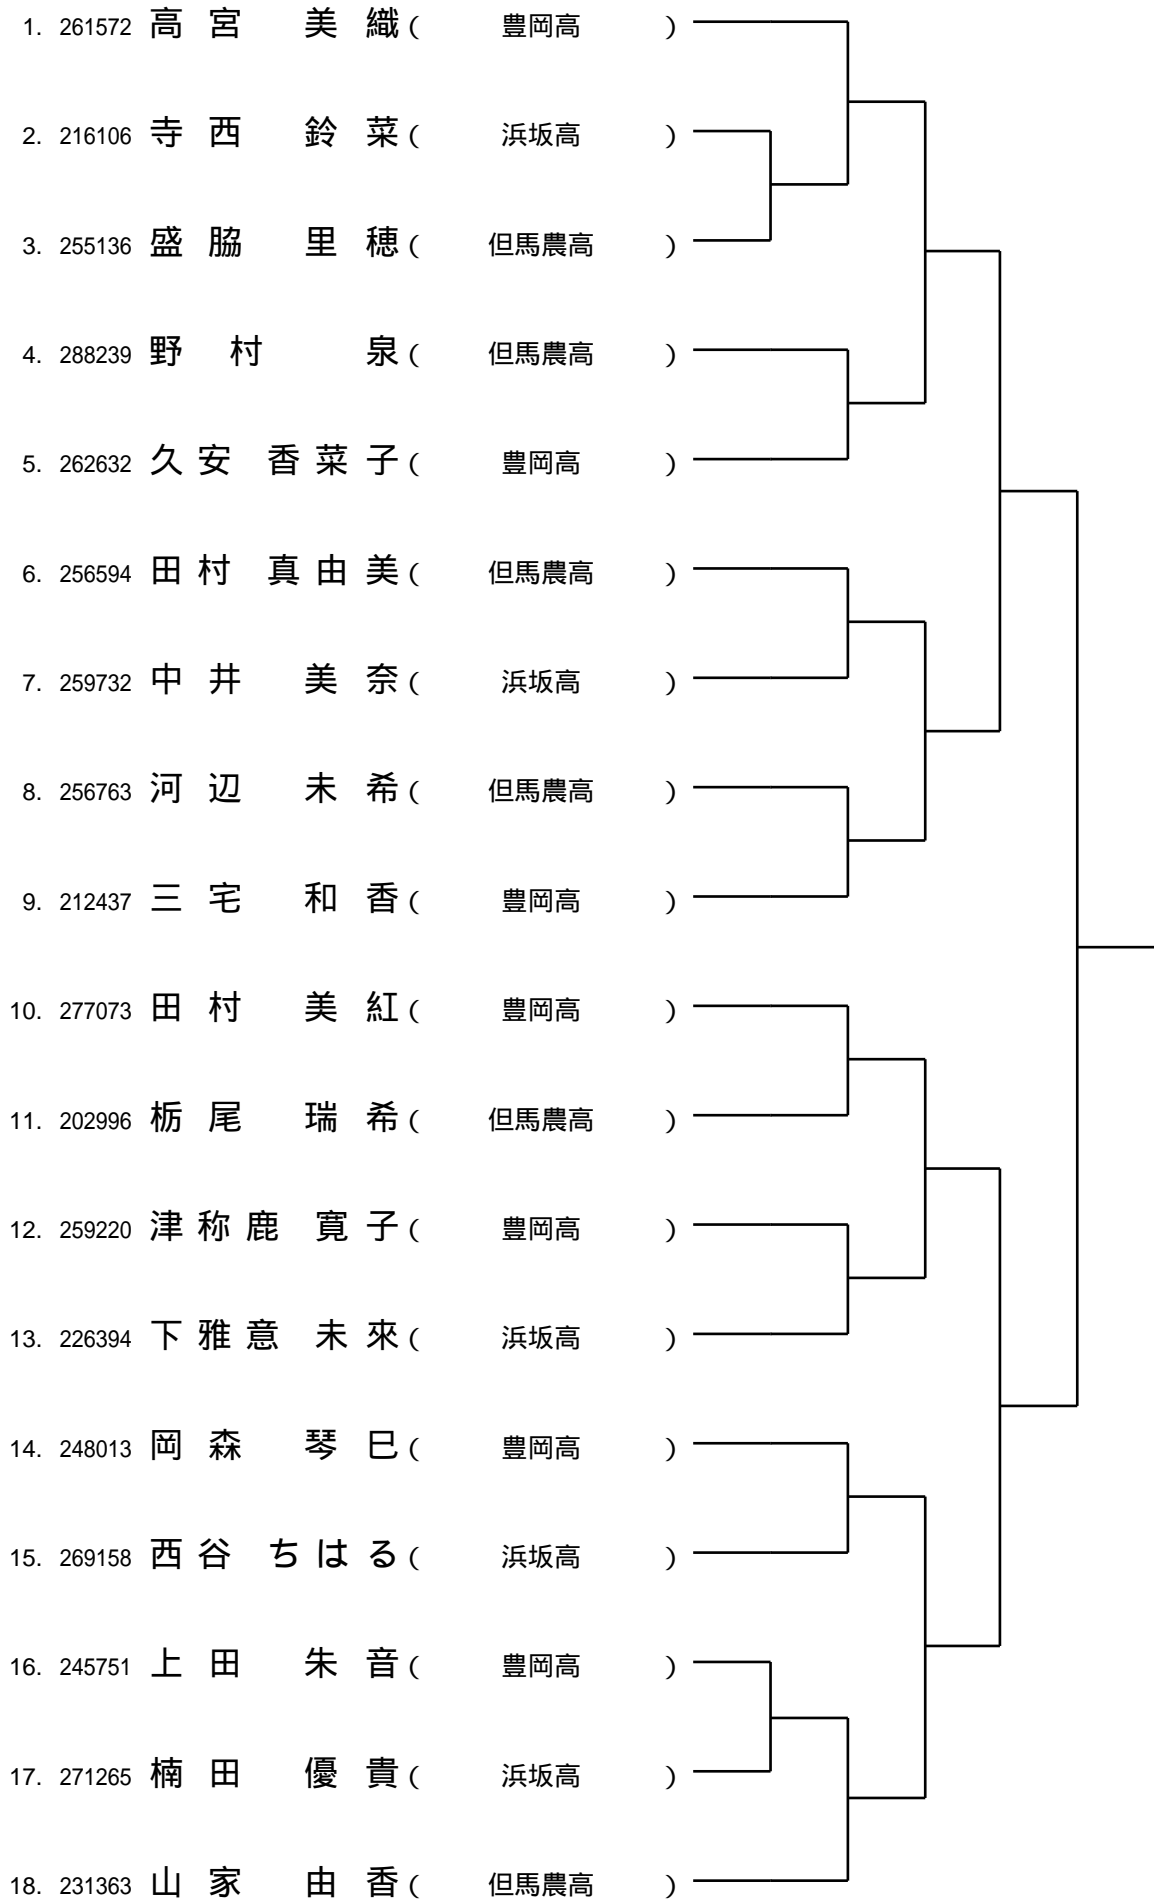 1. 261572 高宮 美織( 豊岡高 )
2. 216106 寺西 鈴菜( 浜坂高 )
3. 255136 盛脇 里穂( 但馬農高 )
4. 288239 野村 泉( 但馬農高 )
5. 262632 久安 香菜子( 豊岡高 )
6. 256594 田村 真由美( 但馬農高 )
7. 259732 中井 美奈( 浜坂高 )
8. 256763 河辺 未希( 但馬農高 )
9. 212437 三宅 和香( 豊岡高 )
10. 277073 田村 美紅( 豊岡高 )
11. 202996 栃尾 瑞希( 但馬農高 )
12. 259220 津称鹿 寛子( 豊岡高 )
13. 226394 下雅意 未來( 浜坂高 )
14. 248013 岡森 琴巳( 豊岡高 )
15. 269158 西谷 ちはる( 浜坂高 )
16. 245751 上田 朱音( 豊岡高 )
17. 271265 楠田 優貴( 浜坂高 )
18. 231363 山家 由香( 但馬農高 )